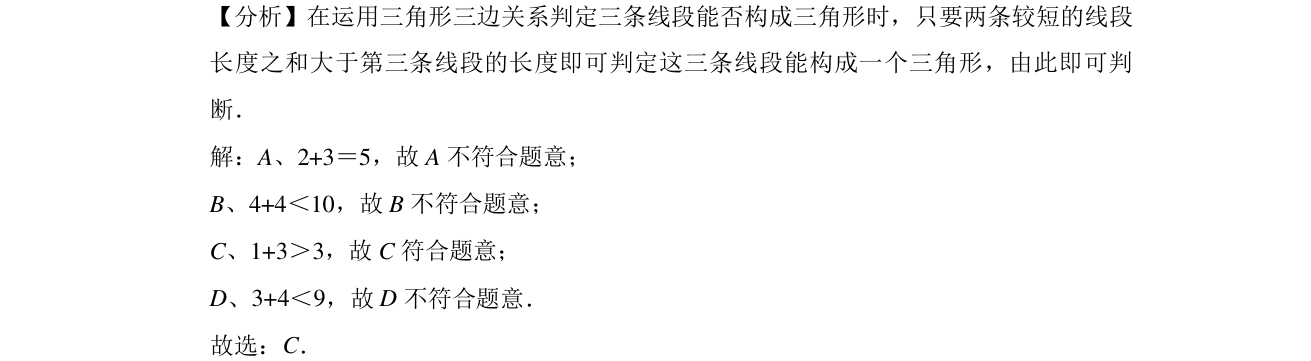 【分析】在运用三角形三边关系判定三条线段能否构成三角形时，只要两条较短的线段
长度之和大于第三条线段的长度即可判定这三条线段能构成一个三角形，由此即可判
断．
解：A、2+3＝5，故 A 不符合题意；
B、4+4＜10，故 B 不符合题意；
C、1+3＞3，故 C 符合题意；
D、3+4＜9，故 D 不符合题意．
故选：C．